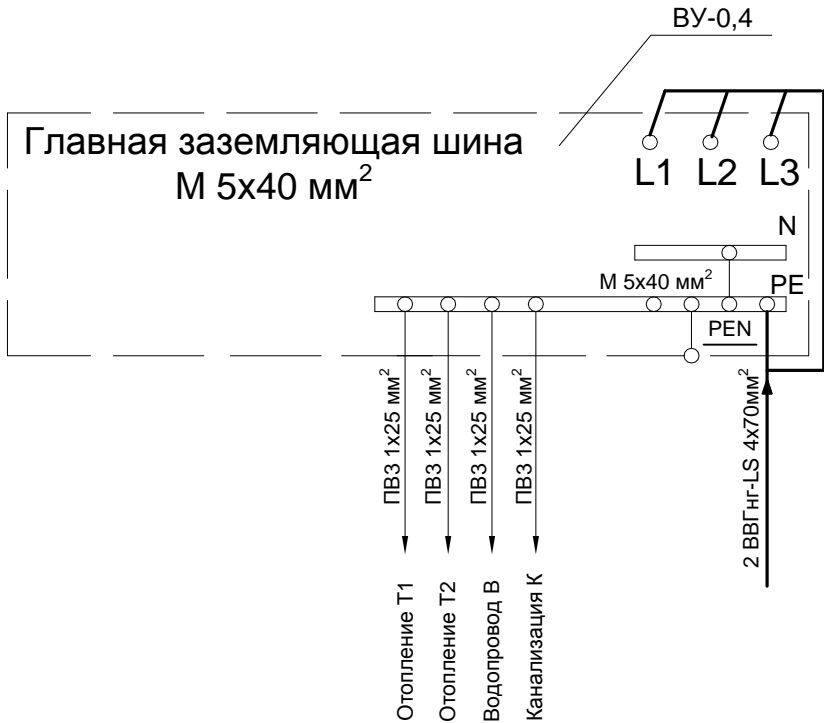 ВУ-0,4
Главная заземляющая шина
М 5х40 мм²
L1 L2 L3
N
М 5х40 мм²
PE
PEN
ПВ3 1х25 мм²
ПВ3 1х25 мм²
ПВ3 1х25 мм²
ПВ3 1х25 мм²
2 ВВГнг-LS 4х70мм²
Отопление Т1
Отопление Т2
Водопровод В
Канализация К